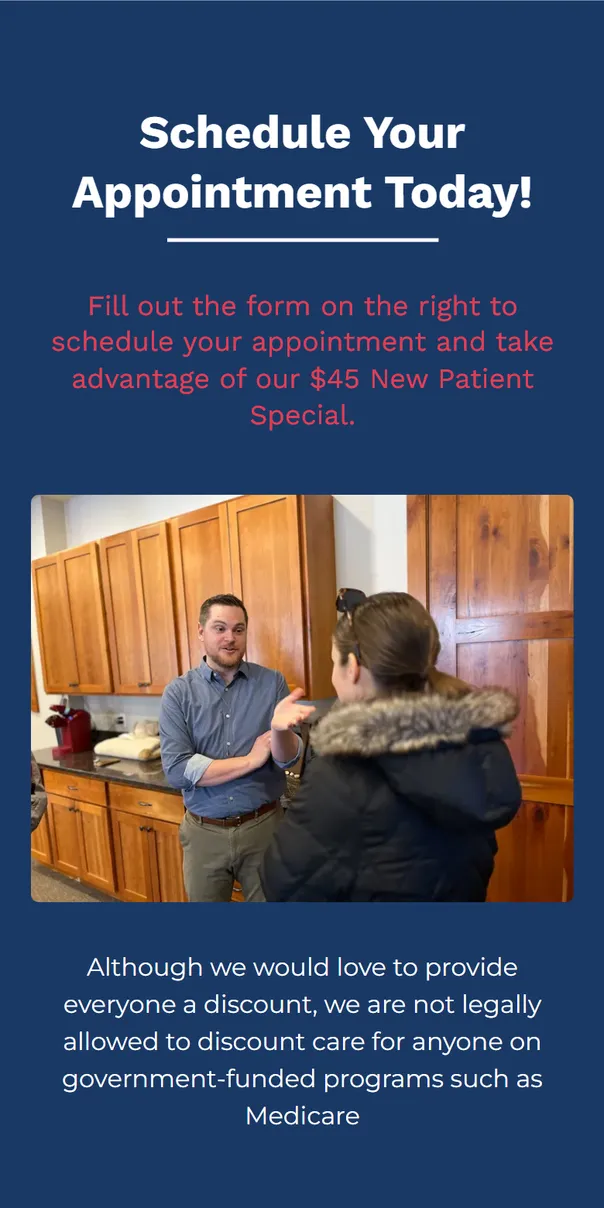 Schedule Your
Appointment Today!
Fill out the form on the right to
schedule your appointment and take
advantage of our $45 New Patient
Special.
Although we would love to provide
everyone a discount, we are not legally
allowed to discount care for anyone on
government-funded programs such as
Medicare